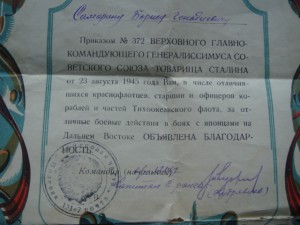 Приказом № 372 ВЕРХОВНОГО ГЛАВНО-
КОМАНДУЮЩЕГО ГЕНЕРАЛИССИМУСА СО-
ВЕТСКОГО СОЮЗА ТОВАРИЩА СТАЛИНА
от 23 августа 1945 года Вам, в числе отличив-
шихся краснофлотцев, старшин и офицеров ко-
раблей и частей Тихоокеанского флота, за от-
личные боевые действия в боях с японцами на
Дальнем Востоке ОБЪЯВЛЕНА БЛАГОДАР-
НОСТЬ.
Командир